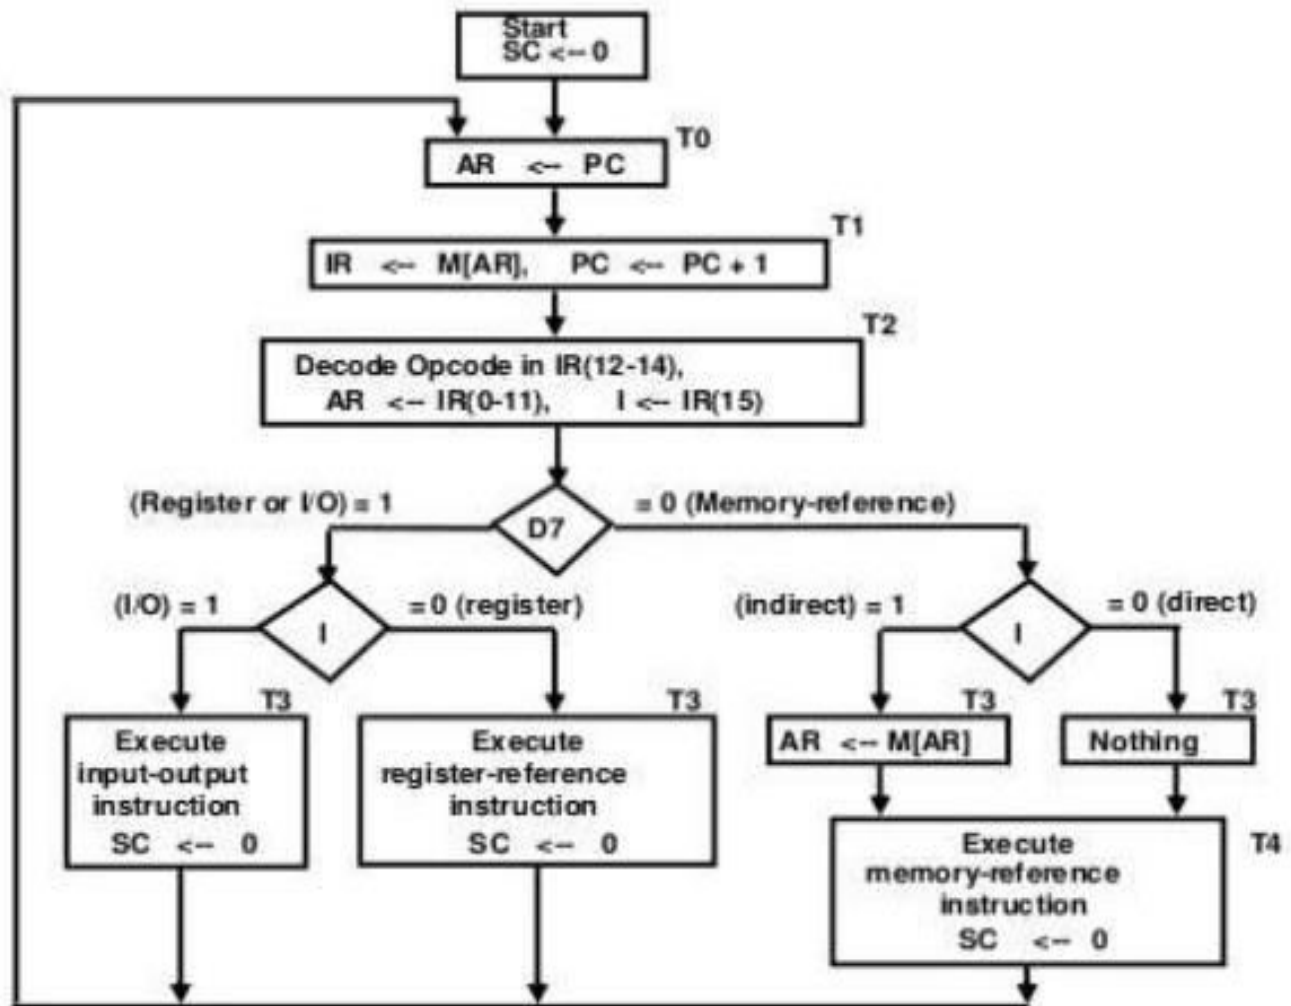 Start
SC <-- 0
T0
AR <-- PC
T1
IR <-- M[AR], PC <-- PC + 1
T2
Decode Opcode in IR(12-14),
AR <-- IR(0-11), I <-- IR(15)
(Register or I/O) = 1
= 0 (Memory-reference)
D7
(I/O) = 1
= 0 (register)
(indirect) = 1
= 0 (direct)
I
I
T3
T3
T3
T3
Execute
input-output
instruction
SC <-- 0
Execute
register-reference
instruction
SC <-- 0
AR <-- M[AR]
Nothing
T4
Execute
memory-reference
instruction
SC <-- 0